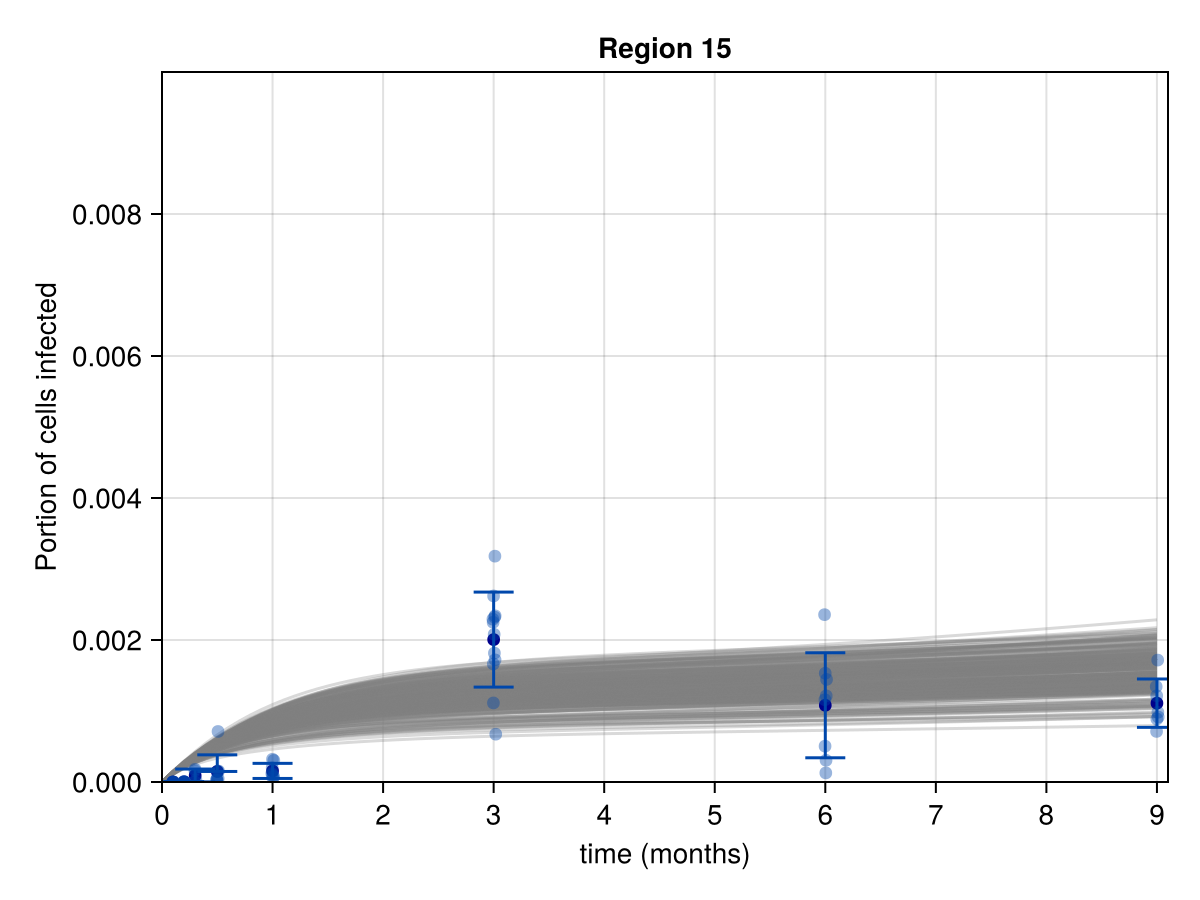 Region 15
Portion of cells infected
0.008
0.006
0.004
0.002
0.000
0 1 2 3 4 5 6 7 8 9
time (months)